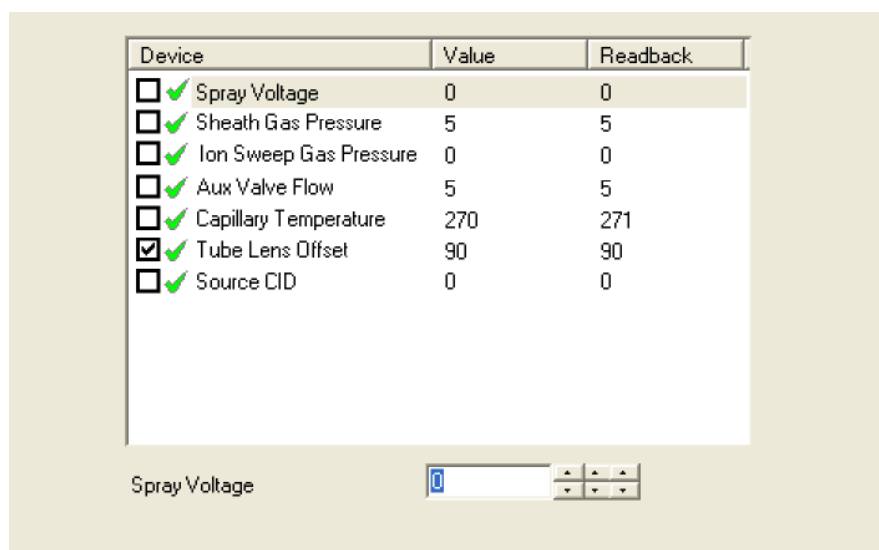 Device Value Readback
Spray Voltage 0 0
Sheath Gas Pressure 5 5
Ion Sweep Gas Pressure 0 0
Aux Valve Flow 5 5
Capillary Temperature 270 271
Tube Lens Offset 90 90
Source CID 0 0
Spray Voltage 0